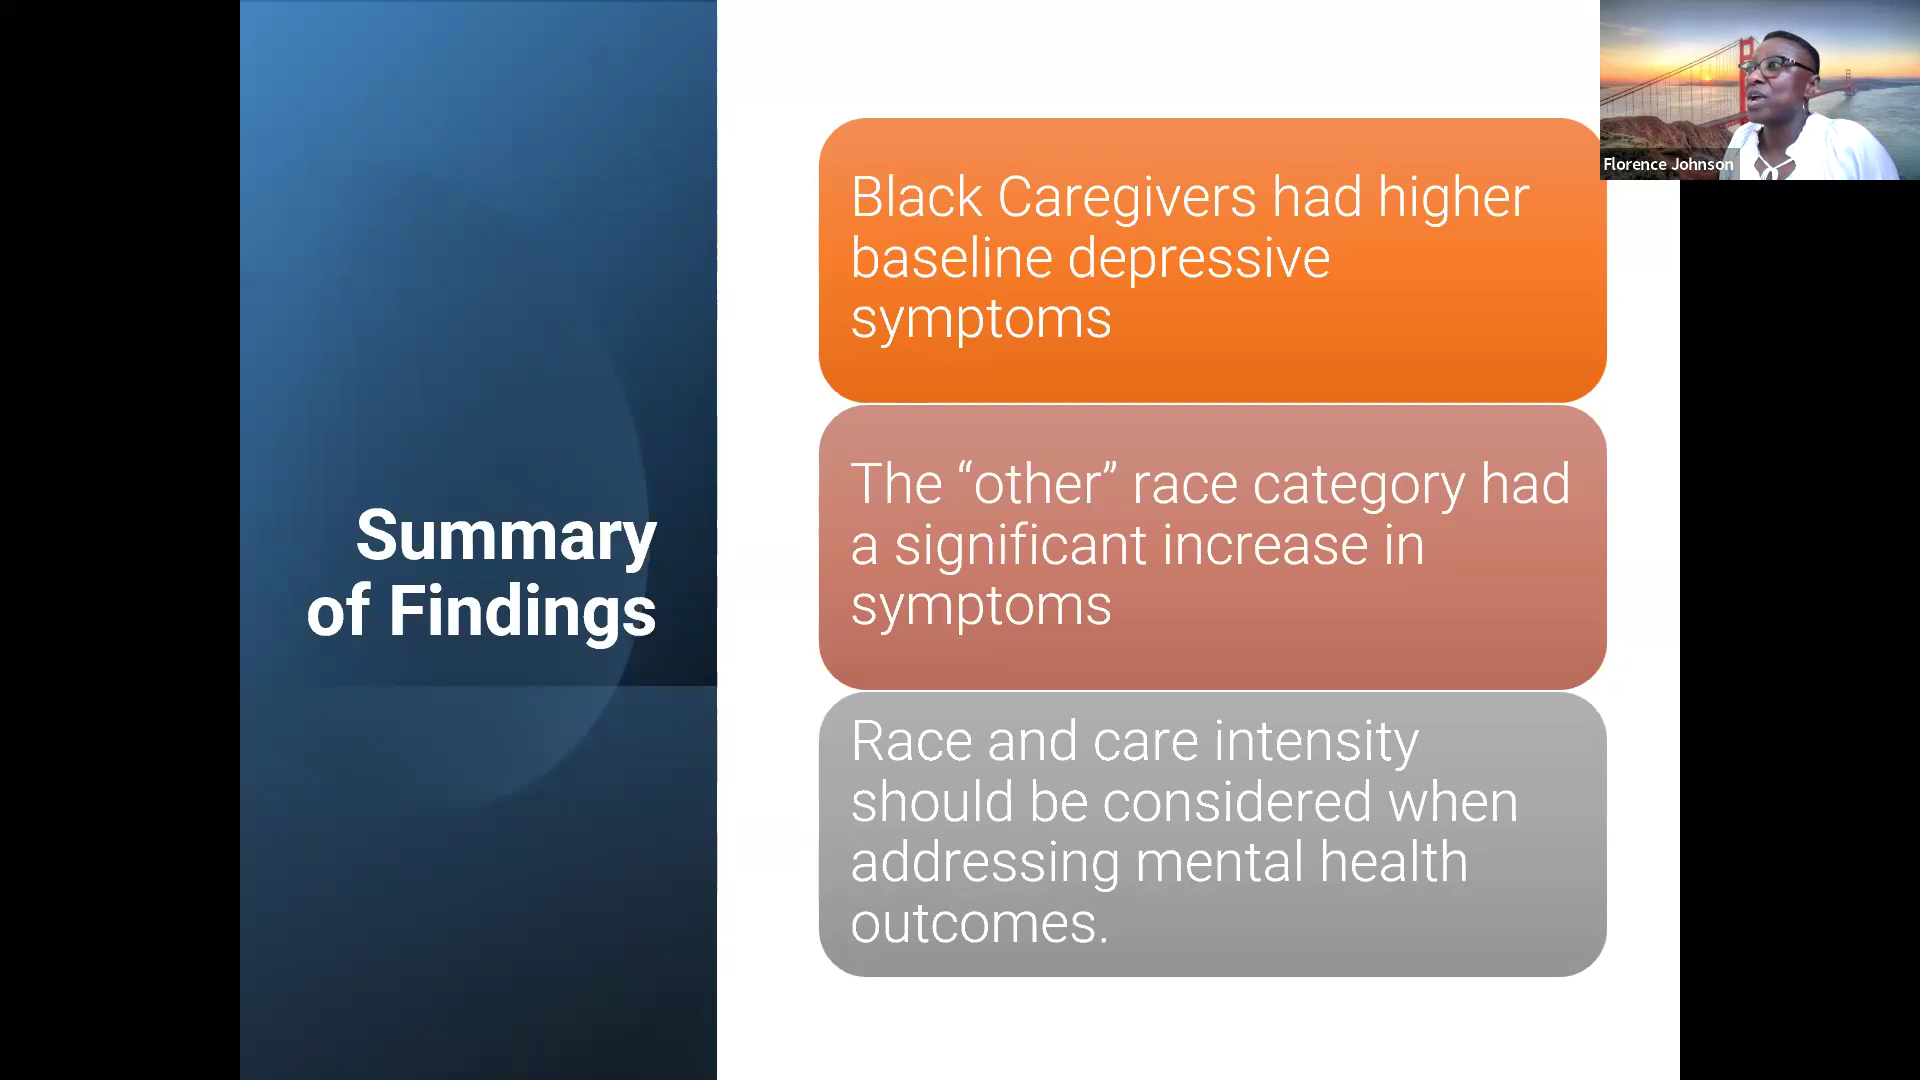 Summary
of Findings
Black Caregivers had higher
baseline depressive
symptoms
The “other” race category had
a significant increase in
symptoms
Race and care intensity
should be considered when
addressing mental health
outcomes.
Florence Johnson